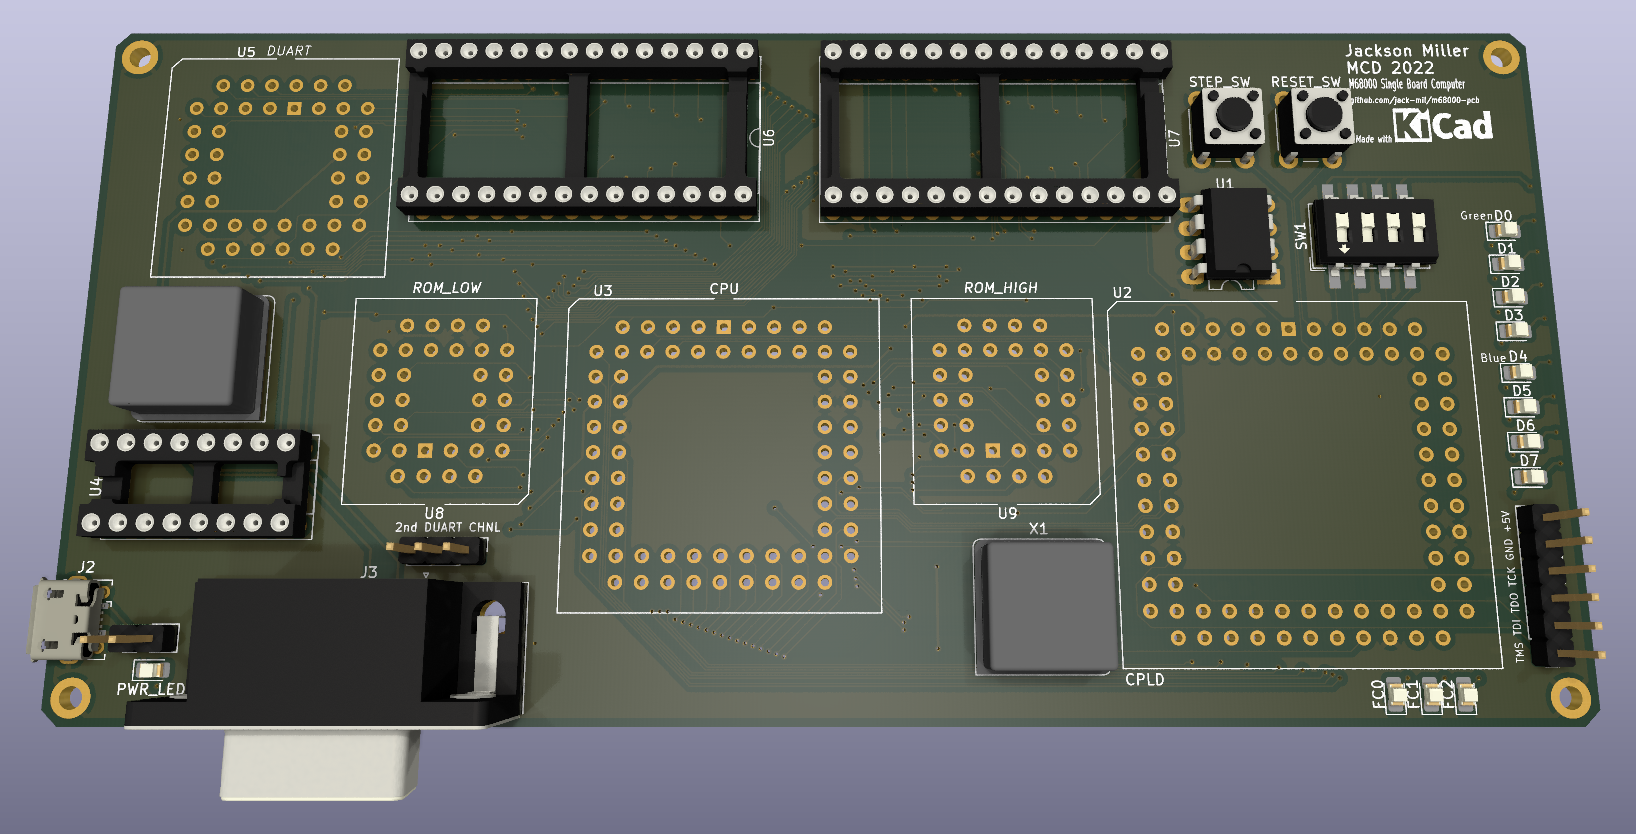 U5 DUART
U6
U7
Jackson Miller
MCD 2022
M68000 Single Board Computer
github.com/jack-mil/m68000-pcb
Made with KiCad
STEP_SW
RESET_SW
U1
SW1
Green D0
D1
D2
D3
Blue D4
D5
D6
D7
ROM_LOW
U8
U3
CPU
ROM_HIGH
U9
U2
CPLD
X1
U4
2nd DUART CHNL
J3
J2
PWR_LED
TMS TDI TDO TCK GND +5V
FC0
FC1
FC2